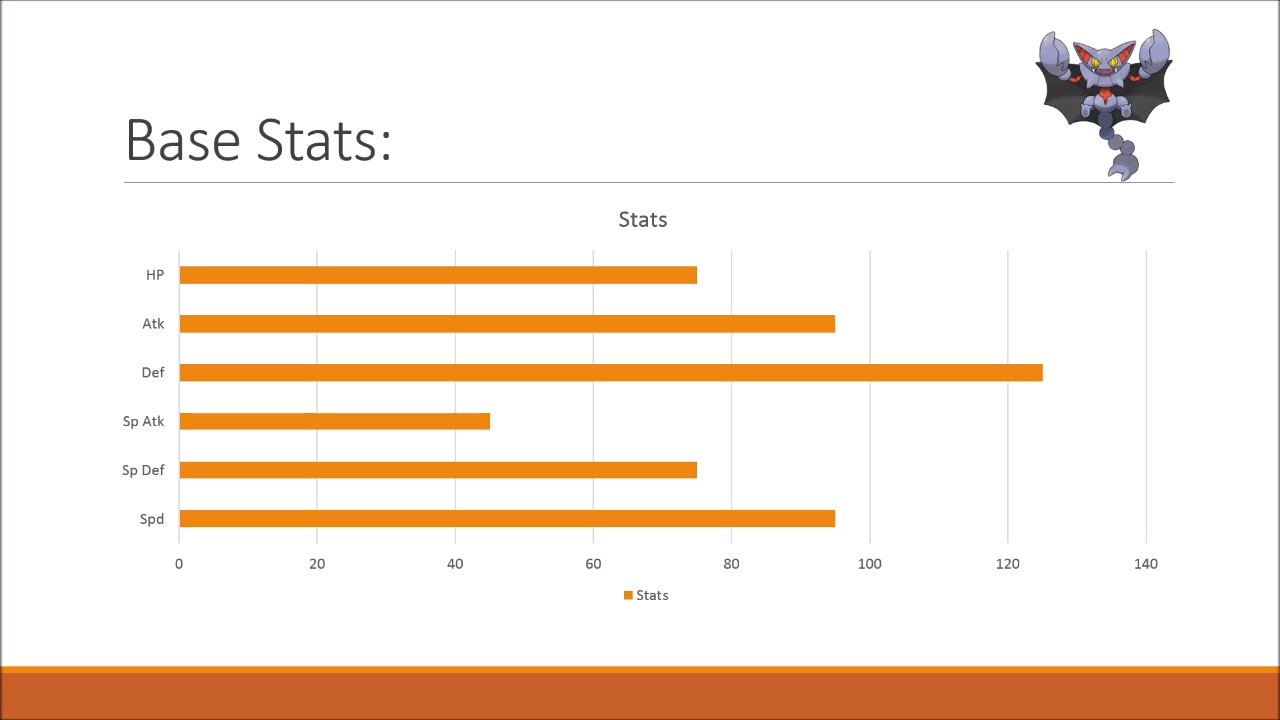 Base Stats:
Stats
HP
Atk
Def
Sp Atk
Sp Def
Spd
0 20 40 60 80 100 120 140
Stats